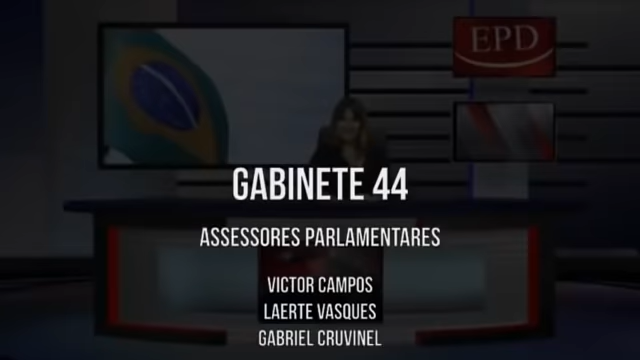 EPD
GABINETE 44
ASSESSORES PARLAMENTARES
VICTOR CAMPOS
LAERTE VASQUES
GABRIEL CRUVINEL